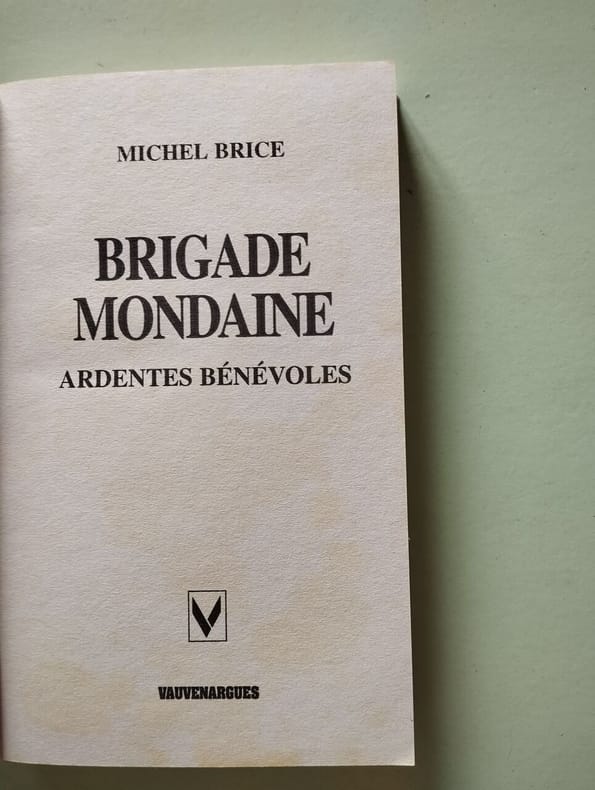 MICHEL BRICE
BRIGADE
MONDAINE
ARDENTES BÉNÉVOLES
V
VAUVENARGUES